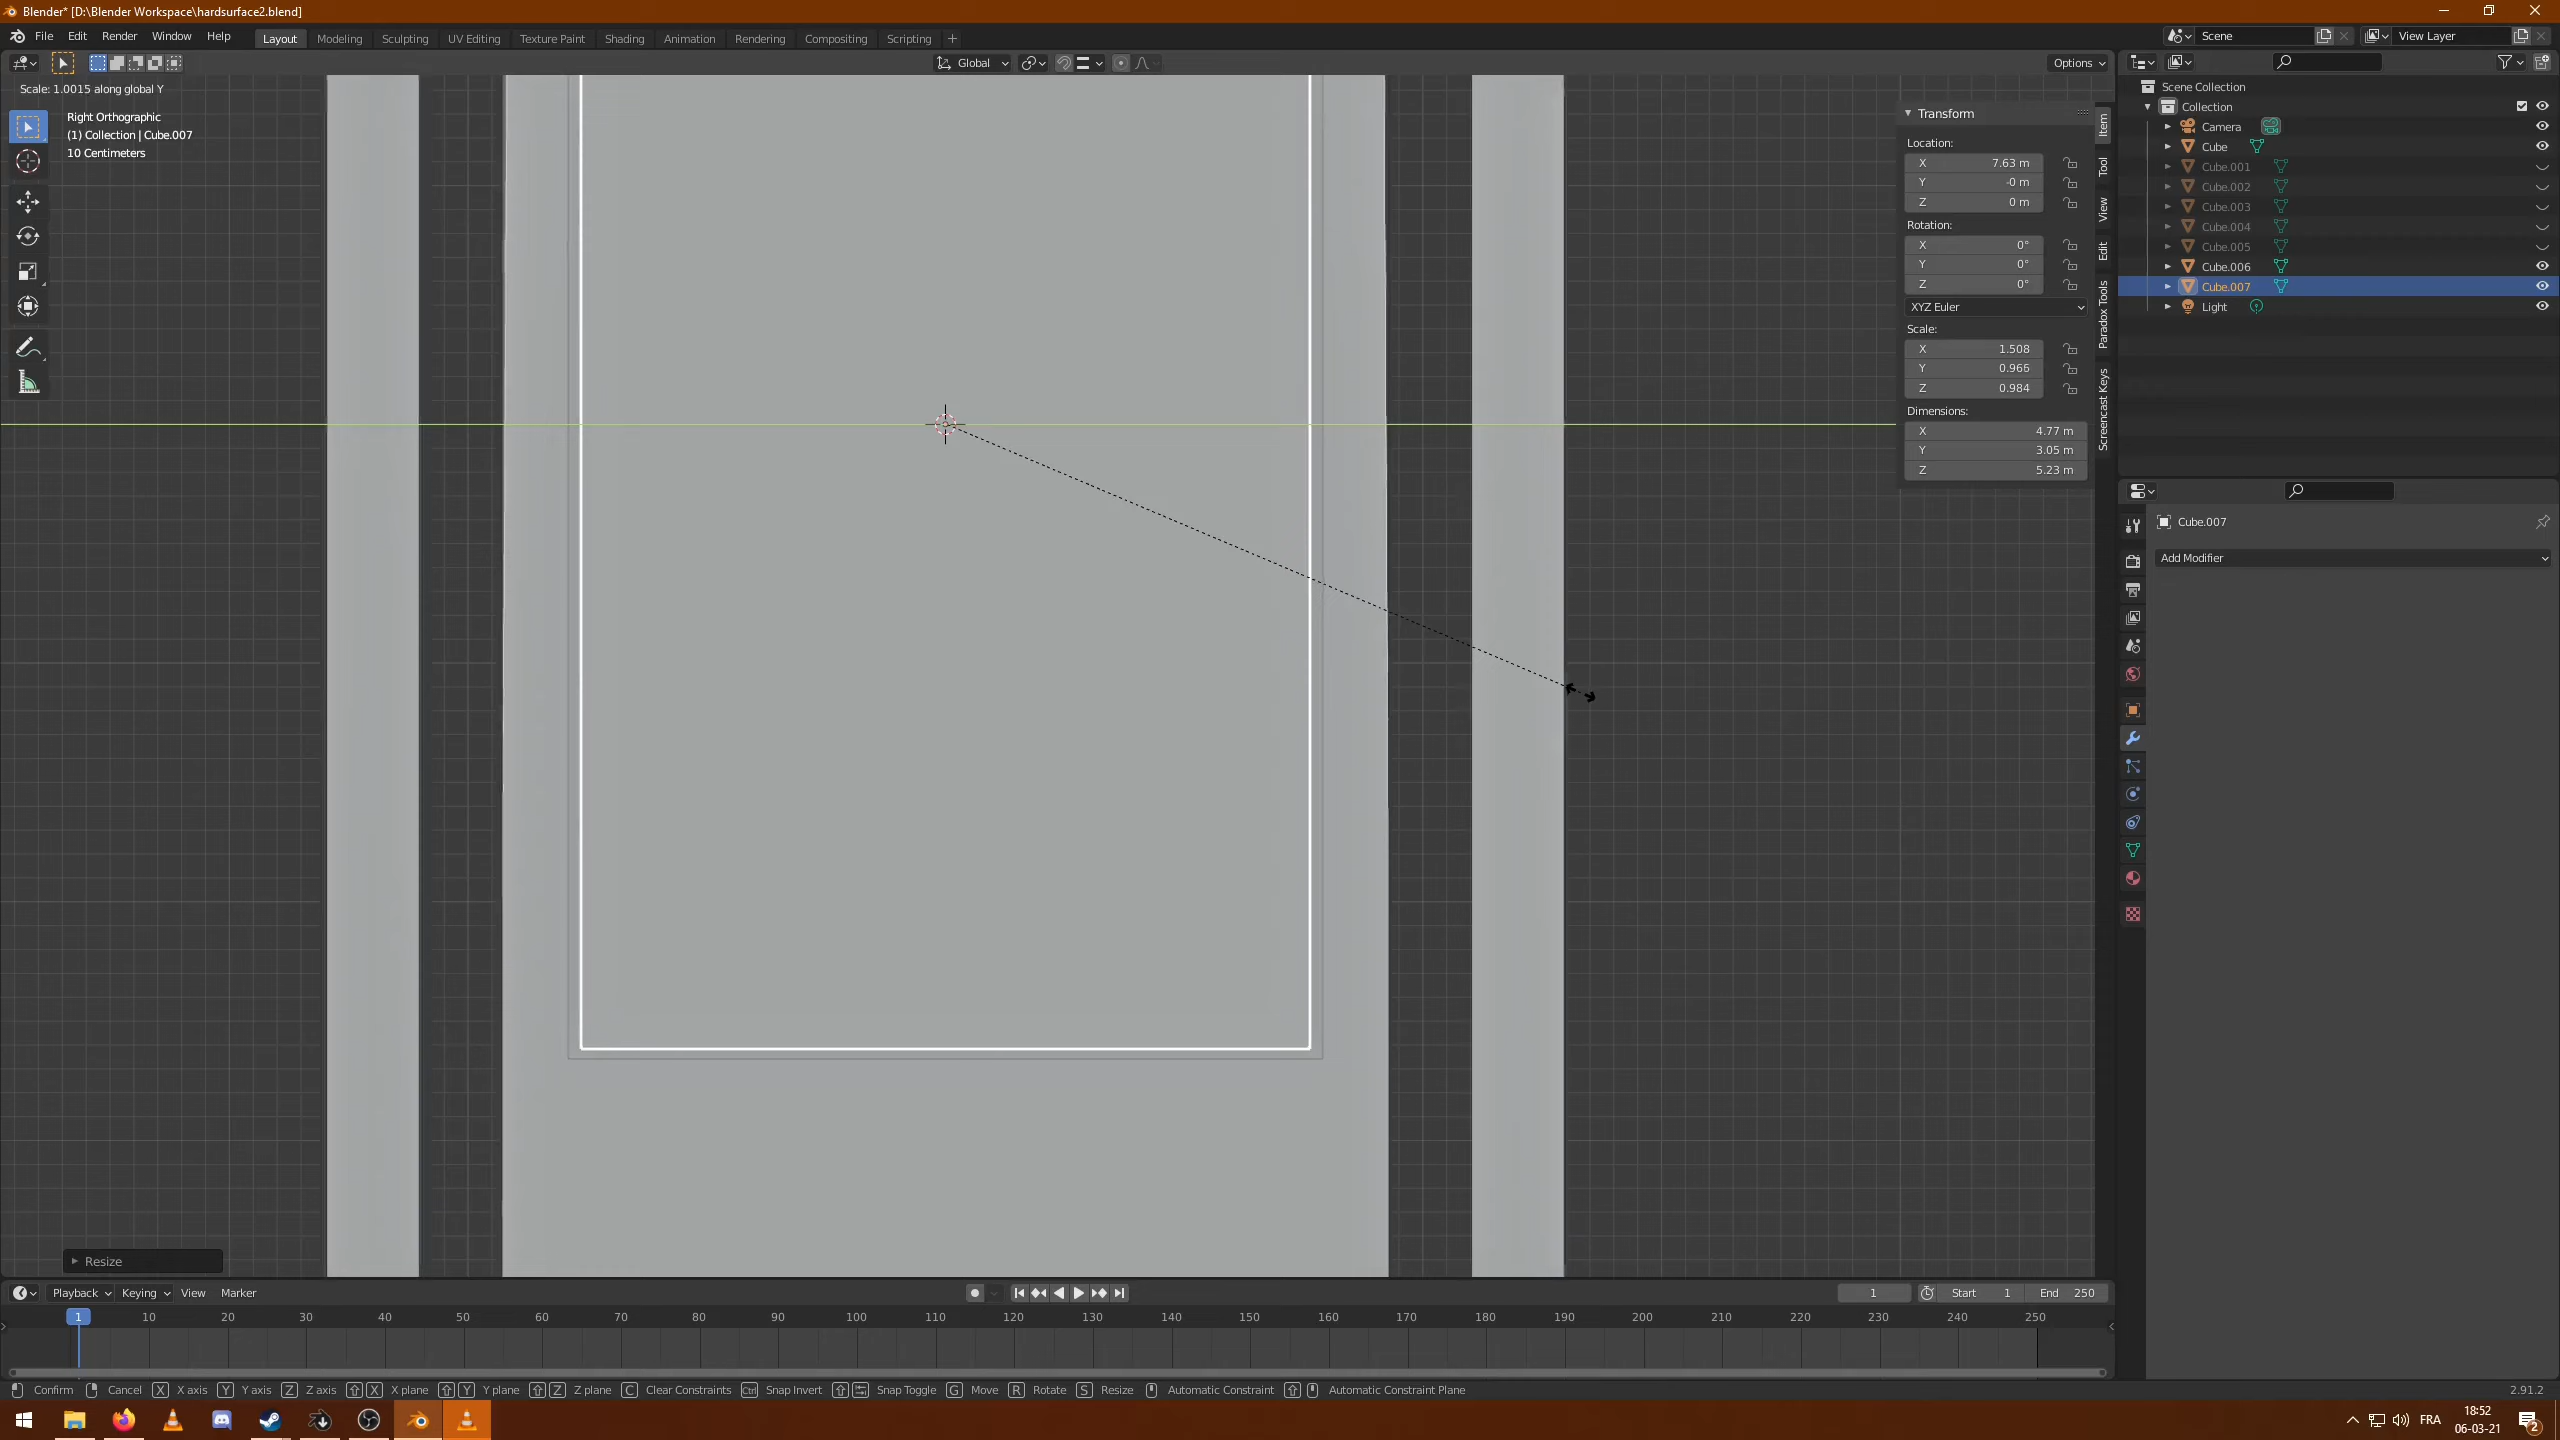 Blender* [D:\Blender Workspace\hardsurface2.blend]
File Edit Render Window Help Layout Modeling Sculpting UV Editing Texture Paint Shading Animation Rendering Compositing Scripting Scene View Layer
Global Options
Scale: 1.0015 along global Y
Right Orthographic
(1) Collection | Cube.007
10 Centimeters
Transform
Location:
X 7.63 m
Y -0 m
Z 0 m
Rotation:
X 0°
Y 0°
Z 0°
XYZ Euler
Scale:
X 1.508
Y 0.966
Z 0.984
Dimensions:
X 4.77 m
Y 3.05 m
Z 5.23 m
Item
Tool
View
Edit
Paradox Tools
Screencast Keys
Scene Collection
Collection
Camera
Cube
Cube.001
Cube.002
Cube.003
Cube.004
Cube.005
Cube.006
Cube.007
Light
Cube.007
Add Modifier
Resize
Playback Keying View Marker 1 Start 1 End 250
1 10 20 30 40 50 60 70 80 90 100 110 120 130 140 150 160 170 180 190 200 210 220 230 240 250
Confirm Cancel X X axis Y Y axis Z Z axis X X plane Y Y plane Z Z plane C Clear Constraints Ctrl Snap Invert Snap Toggle G Move R Rotate S Resize Automatic Constraint Automatic Constraint Plane 2.91.2
FRA
18:52
06-03-21
2